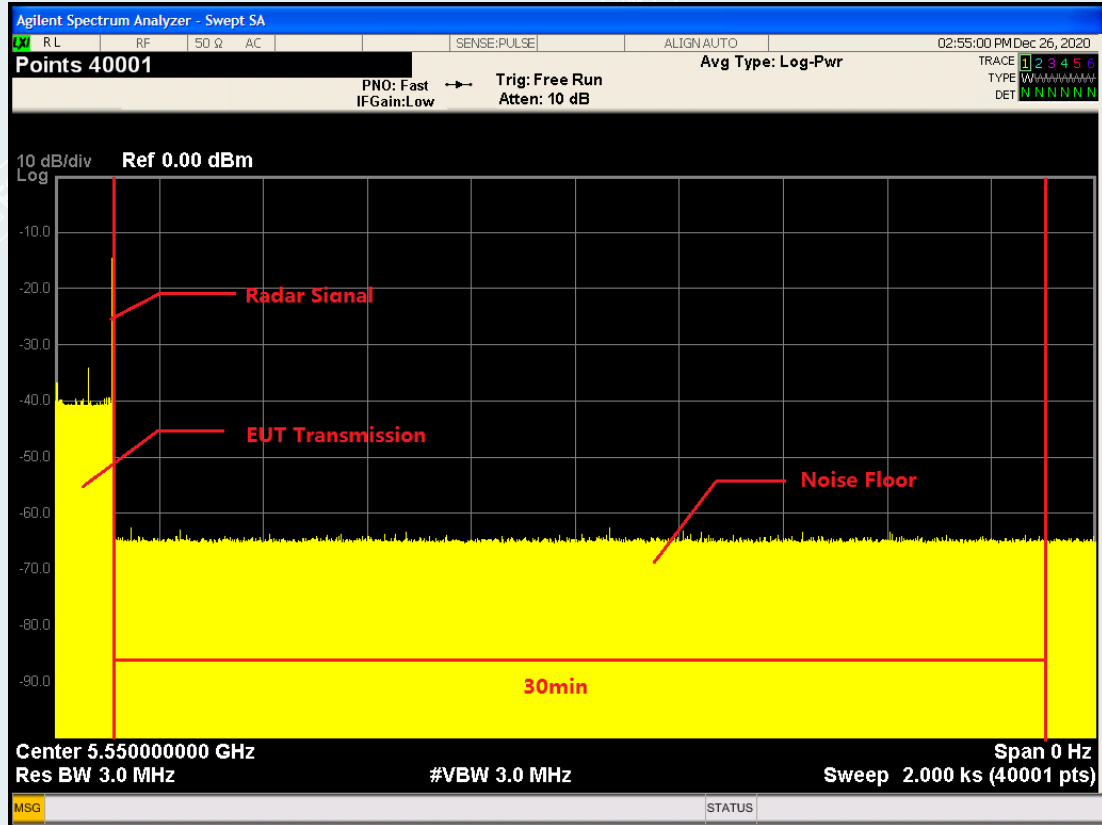 Agilent Spectrum Analyzer - Swept SA
LXI RL RF 50 Ω AC SENSE:PULSE ALIGNAUTO 02:55:00 PM Dec 26, 2020
Points 40001
Avg Type: Log-Pwr
TRACE 1 2 3 4 5 6
PNO: Fast Trig: Free Run
TYPE WWWWWW
IFGain:Low Atten: 10 dB
DET N N N N N N
10 dB/div Ref 0.00 dBm
Log
-10.0
-20.0
Radar Signal
-30.0
-40.0
EUT Transmission
-50.0
Noise Floor
-60.0
-70.0
-80.0
-90.0
30min
Center 5.550000000 GHz Span 0 Hz
Res BW 3.0 MHz #VBW 3.0 MHz Sweep 2.000 ks (40001 pts)
MSG STATUS